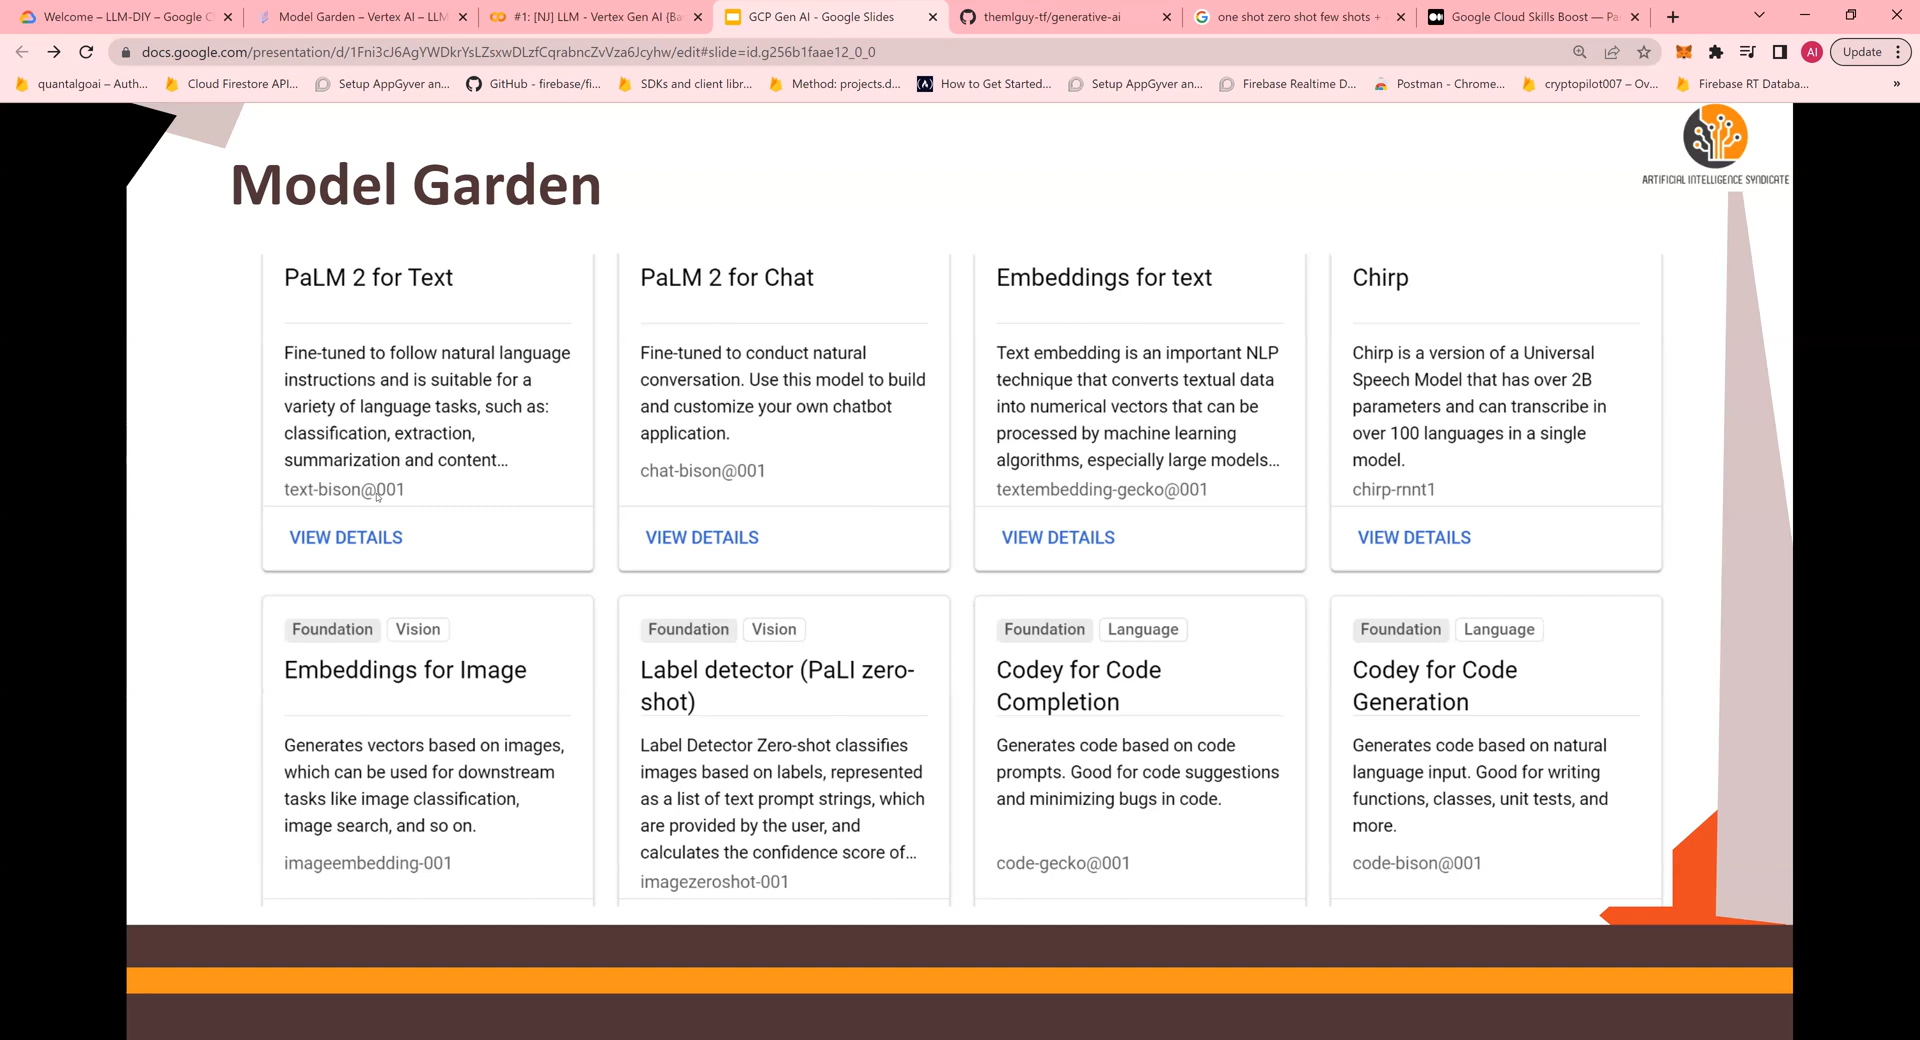 Welcome – LLM-DIY – Google C
Model Garden – Vertex AI – LLM
#1: [NJ] LLM - Vertex Gen AI {Ba
GCP Gen AI - Google Slides
themlguy-tf/generative-ai
one shot zero shot few shots +
Google Cloud Skills Boost — Pa
docs.google.com/presentation/d/1Fni3cJ6AgYWDkrYsLZsxwDLzfCqrabncZvVza6Jcyhw/edit#slide=id.g256b1faae12_0_0
AI
Update
quantalgoai – Auth...
Cloud Firestore API...
Setup AppGyver an...
GitHub - firebase/fi...
SDKs and client libr...
Method: projects.d...
How to Get Started...
Setup AppGyver an...
Firebase Realtime D...
Postman - Chrome...
cryptopilot007 – Ov...
Firebase RT Databa...
»
Model Garden
ARTIFICIAL INTELLIGENCE SYNDICATE
PaLM 2 for Text
Fine-tuned to follow natural language
instructions and is suitable for a
variety of language tasks, such as:
classification, extraction,
summarization and content...
text-bison@001
VIEW DETAILS
PaLM 2 for Chat
Fine-tuned to conduct natural
conversation. Use this model to build
and customize your own chatbot
application.
chat-bison@001
VIEW DETAILS
Embeddings for text
Text embedding is an important NLP
technique that converts textual data
into numerical vectors that can be
processed by machine learning
algorithms, especially large models...
textembedding-gecko@001
VIEW DETAILS
Chirp
Chirp is a version of a Universal
Speech Model that has over 2B
parameters and can transcribe in
over 100 languages in a single
model.
chirp-rnnt1
VIEW DETAILS
Foundation Vision
Embeddings for Image
Generates vectors based on images,
which can be used for downstream
tasks like image classification,
image search, and so on.
imageembedding-001
Foundation Vision
Label detector (PaLI zero-
shot)
Label Detector Zero-shot classifies
images based on labels, represented
as a list of text prompt strings, which
are provided by the user, and
calculates the confidence score of...
imagezeroshot-001
Foundation Language
Codey for Code
Completion
Generates code based on code
prompts. Good for code suggestions
and minimizing bugs in code.
code-gecko@001
Foundation Language
Codey for Code
Generation
Generates code based on natural
language input. Good for writing
functions, classes, unit tests, and
more.
code-bison@001